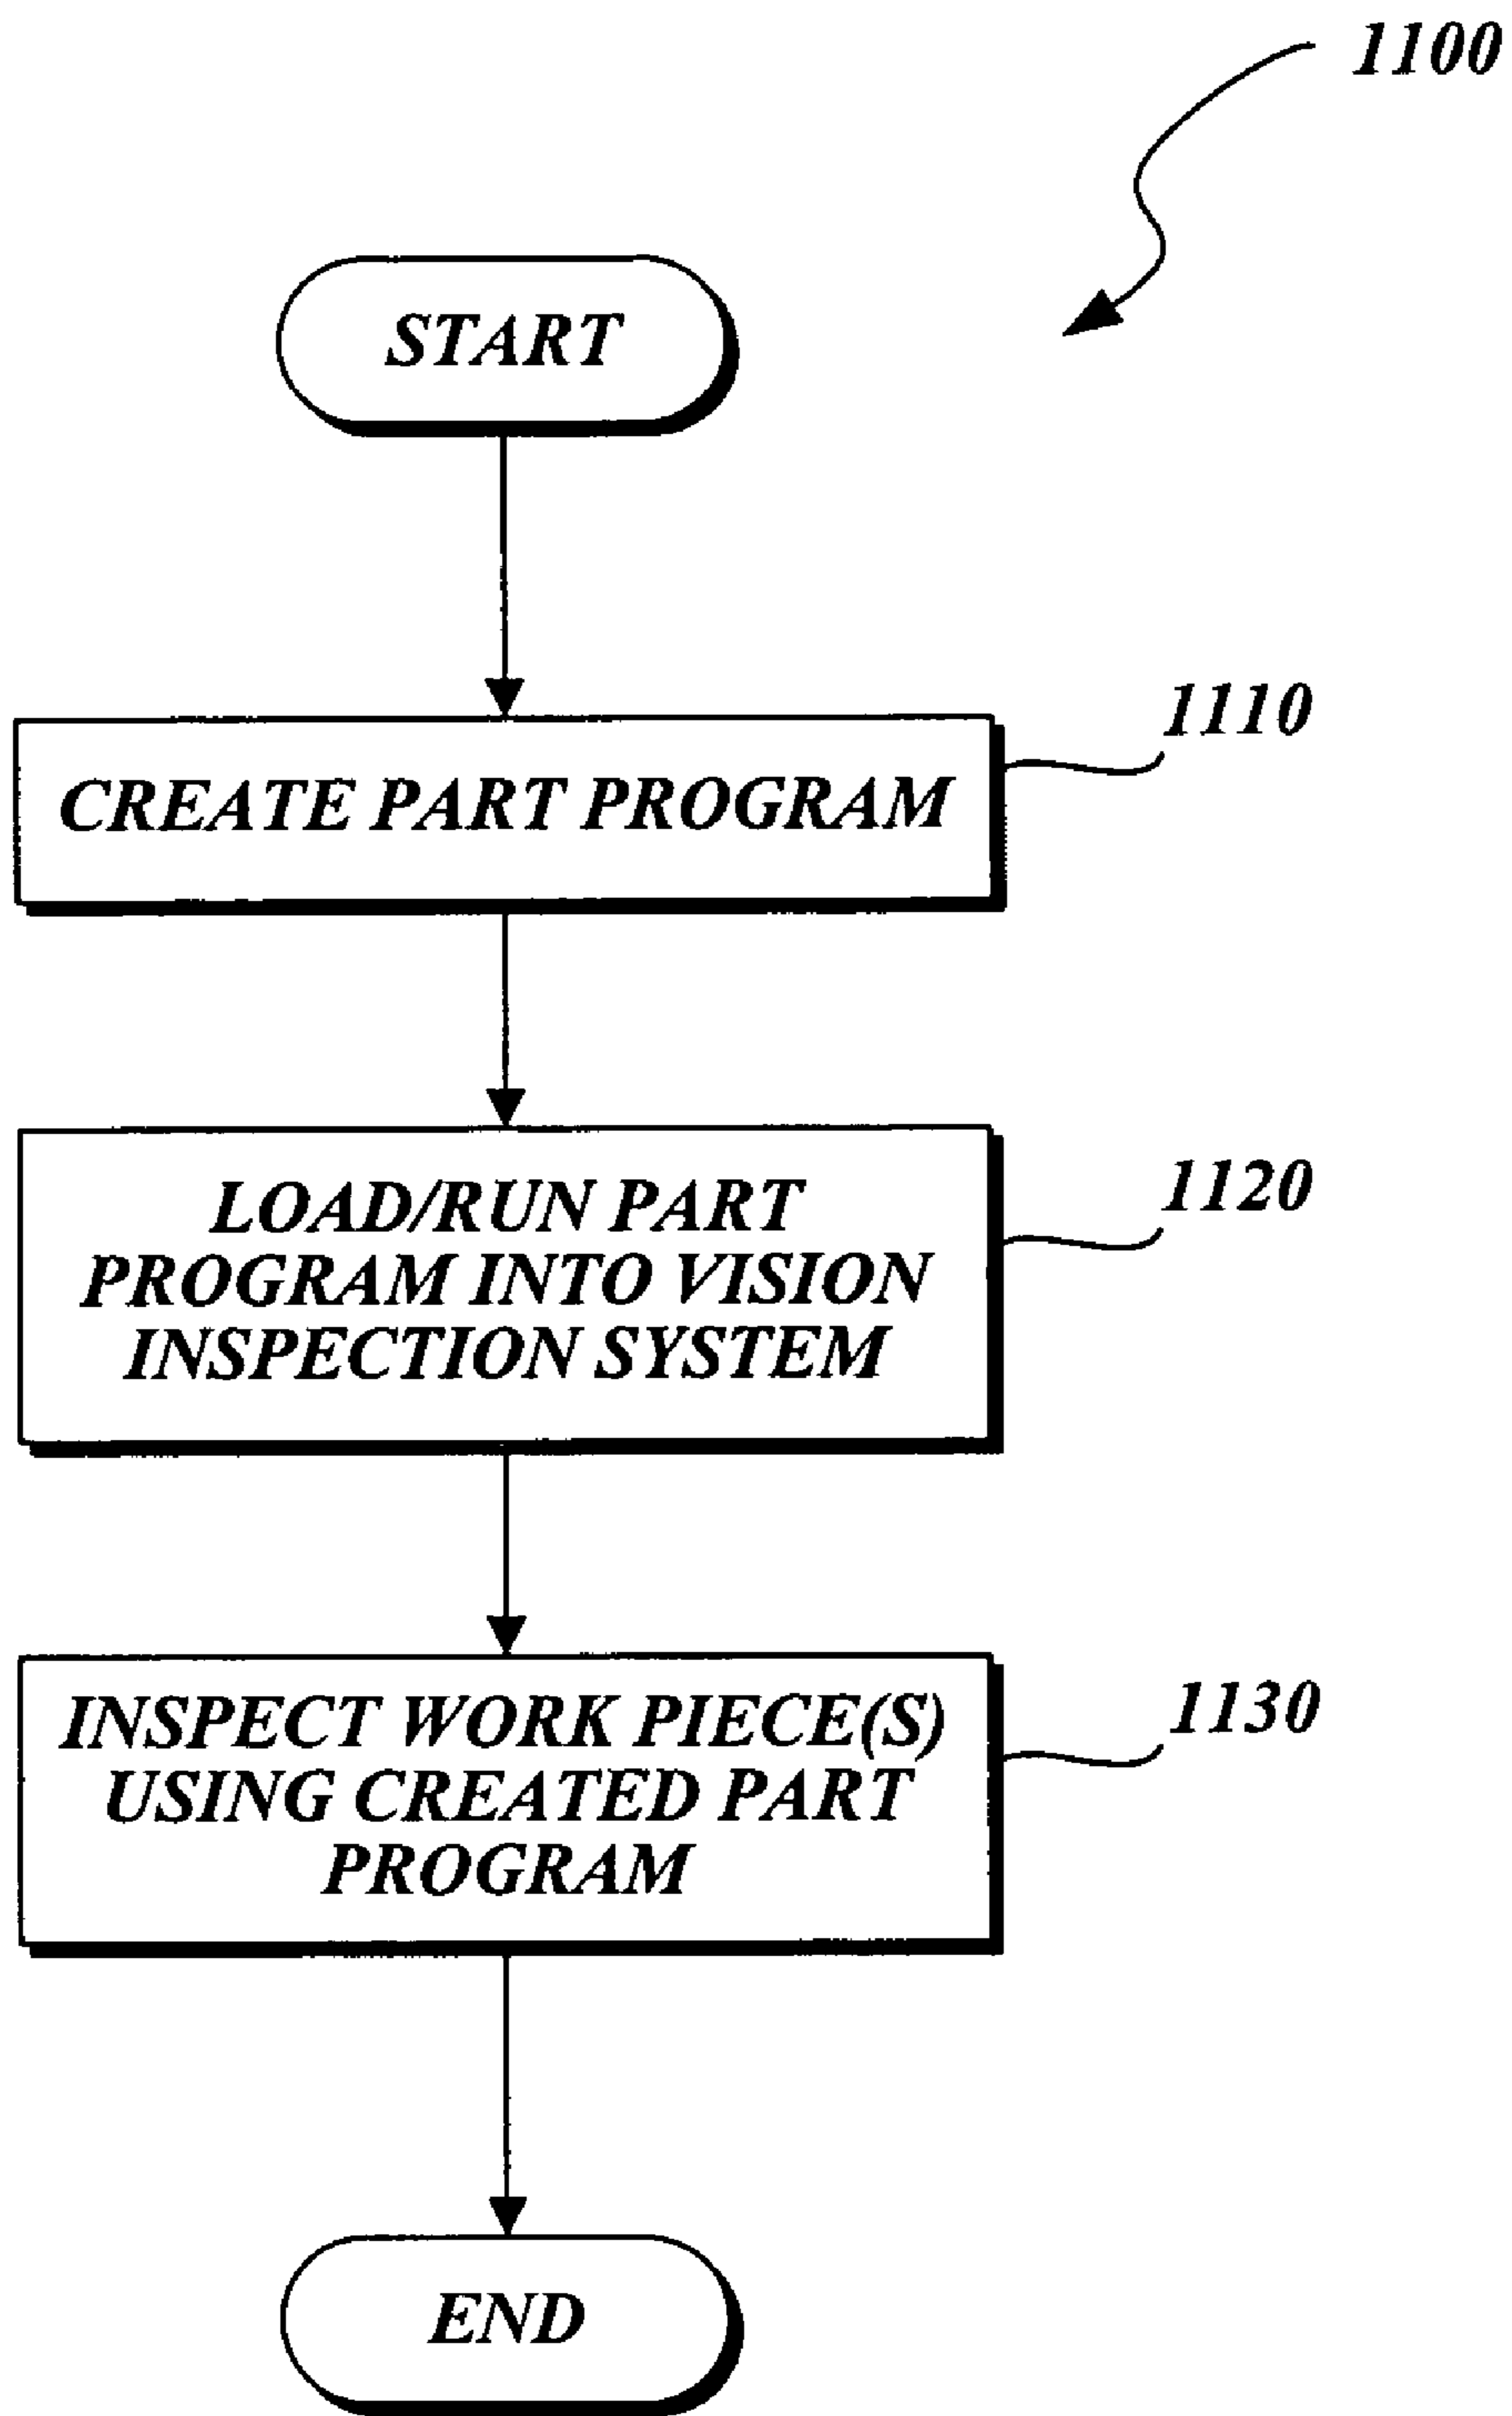 1100
START
1110
CREATE PART PROGRAM
1120
LOAD/RUN PART
PROGRAM INTO VISION
INSPECTION SYSTEM
1130
INSPECT WORK PIECE(S)
USING CREATED PART
PROGRAM
END